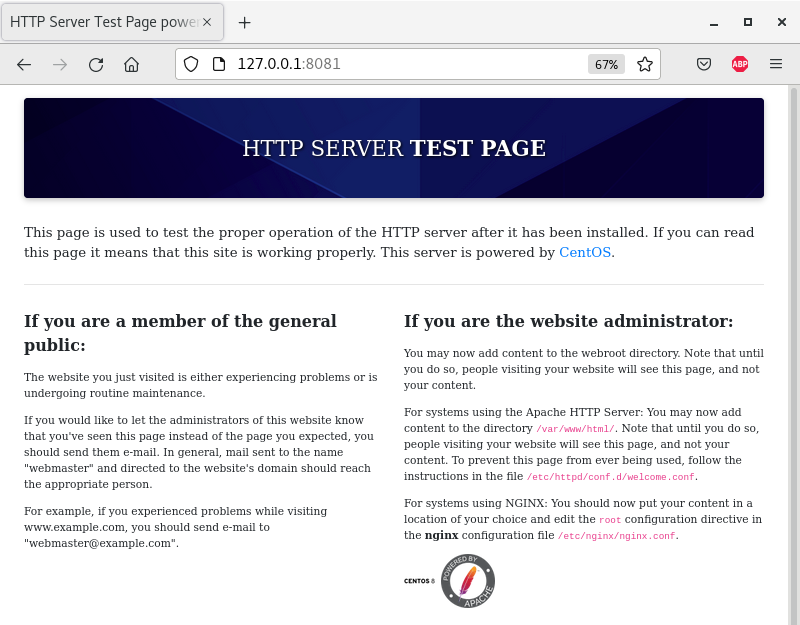 HTTP Server Test Page powe
127.0.0.1:8081
67%
ABP
HTTP SERVER TEST PAGE
This page is used to test the proper operation of the HTTP server after it has been installed. If you can read
this page it means that this site is working properly. This server is powered by CentOS.
If you are a member of the general
public:
The website you just visited is either experiencing problems or is
undergoing routine maintenance.
If you would like to let the administrators of this website know
that you've seen this page instead of the page you expected, you
should send them e-mail. In general, mail sent to the name
"webmaster" and directed to the website's domain should reach
the appropriate person.
For example, if you experienced problems while visiting
www.example.com, you should send e-mail to
"webmaster@example.com".
If you are the website administrator:
You may now add content to the webroot directory. Note that until
you do so, people visiting your website will see this page, and not
your content.
For systems using the Apache HTTP Server: You may now add
content to the directory /var/www/html/. Note that until you do so,
people visiting your website will see this page, and not your
content. To prevent this page from ever being used, follow the
instructions in the file /etc/httpd/conf.d/welcome.conf.
For systems using NGINX: You should now put your content in a
location of your choice and edit the root configuration directive in
the nginx configuration file /etc/nginx/nginx.conf.
CENTOS 8
POWERED BY
APACHE